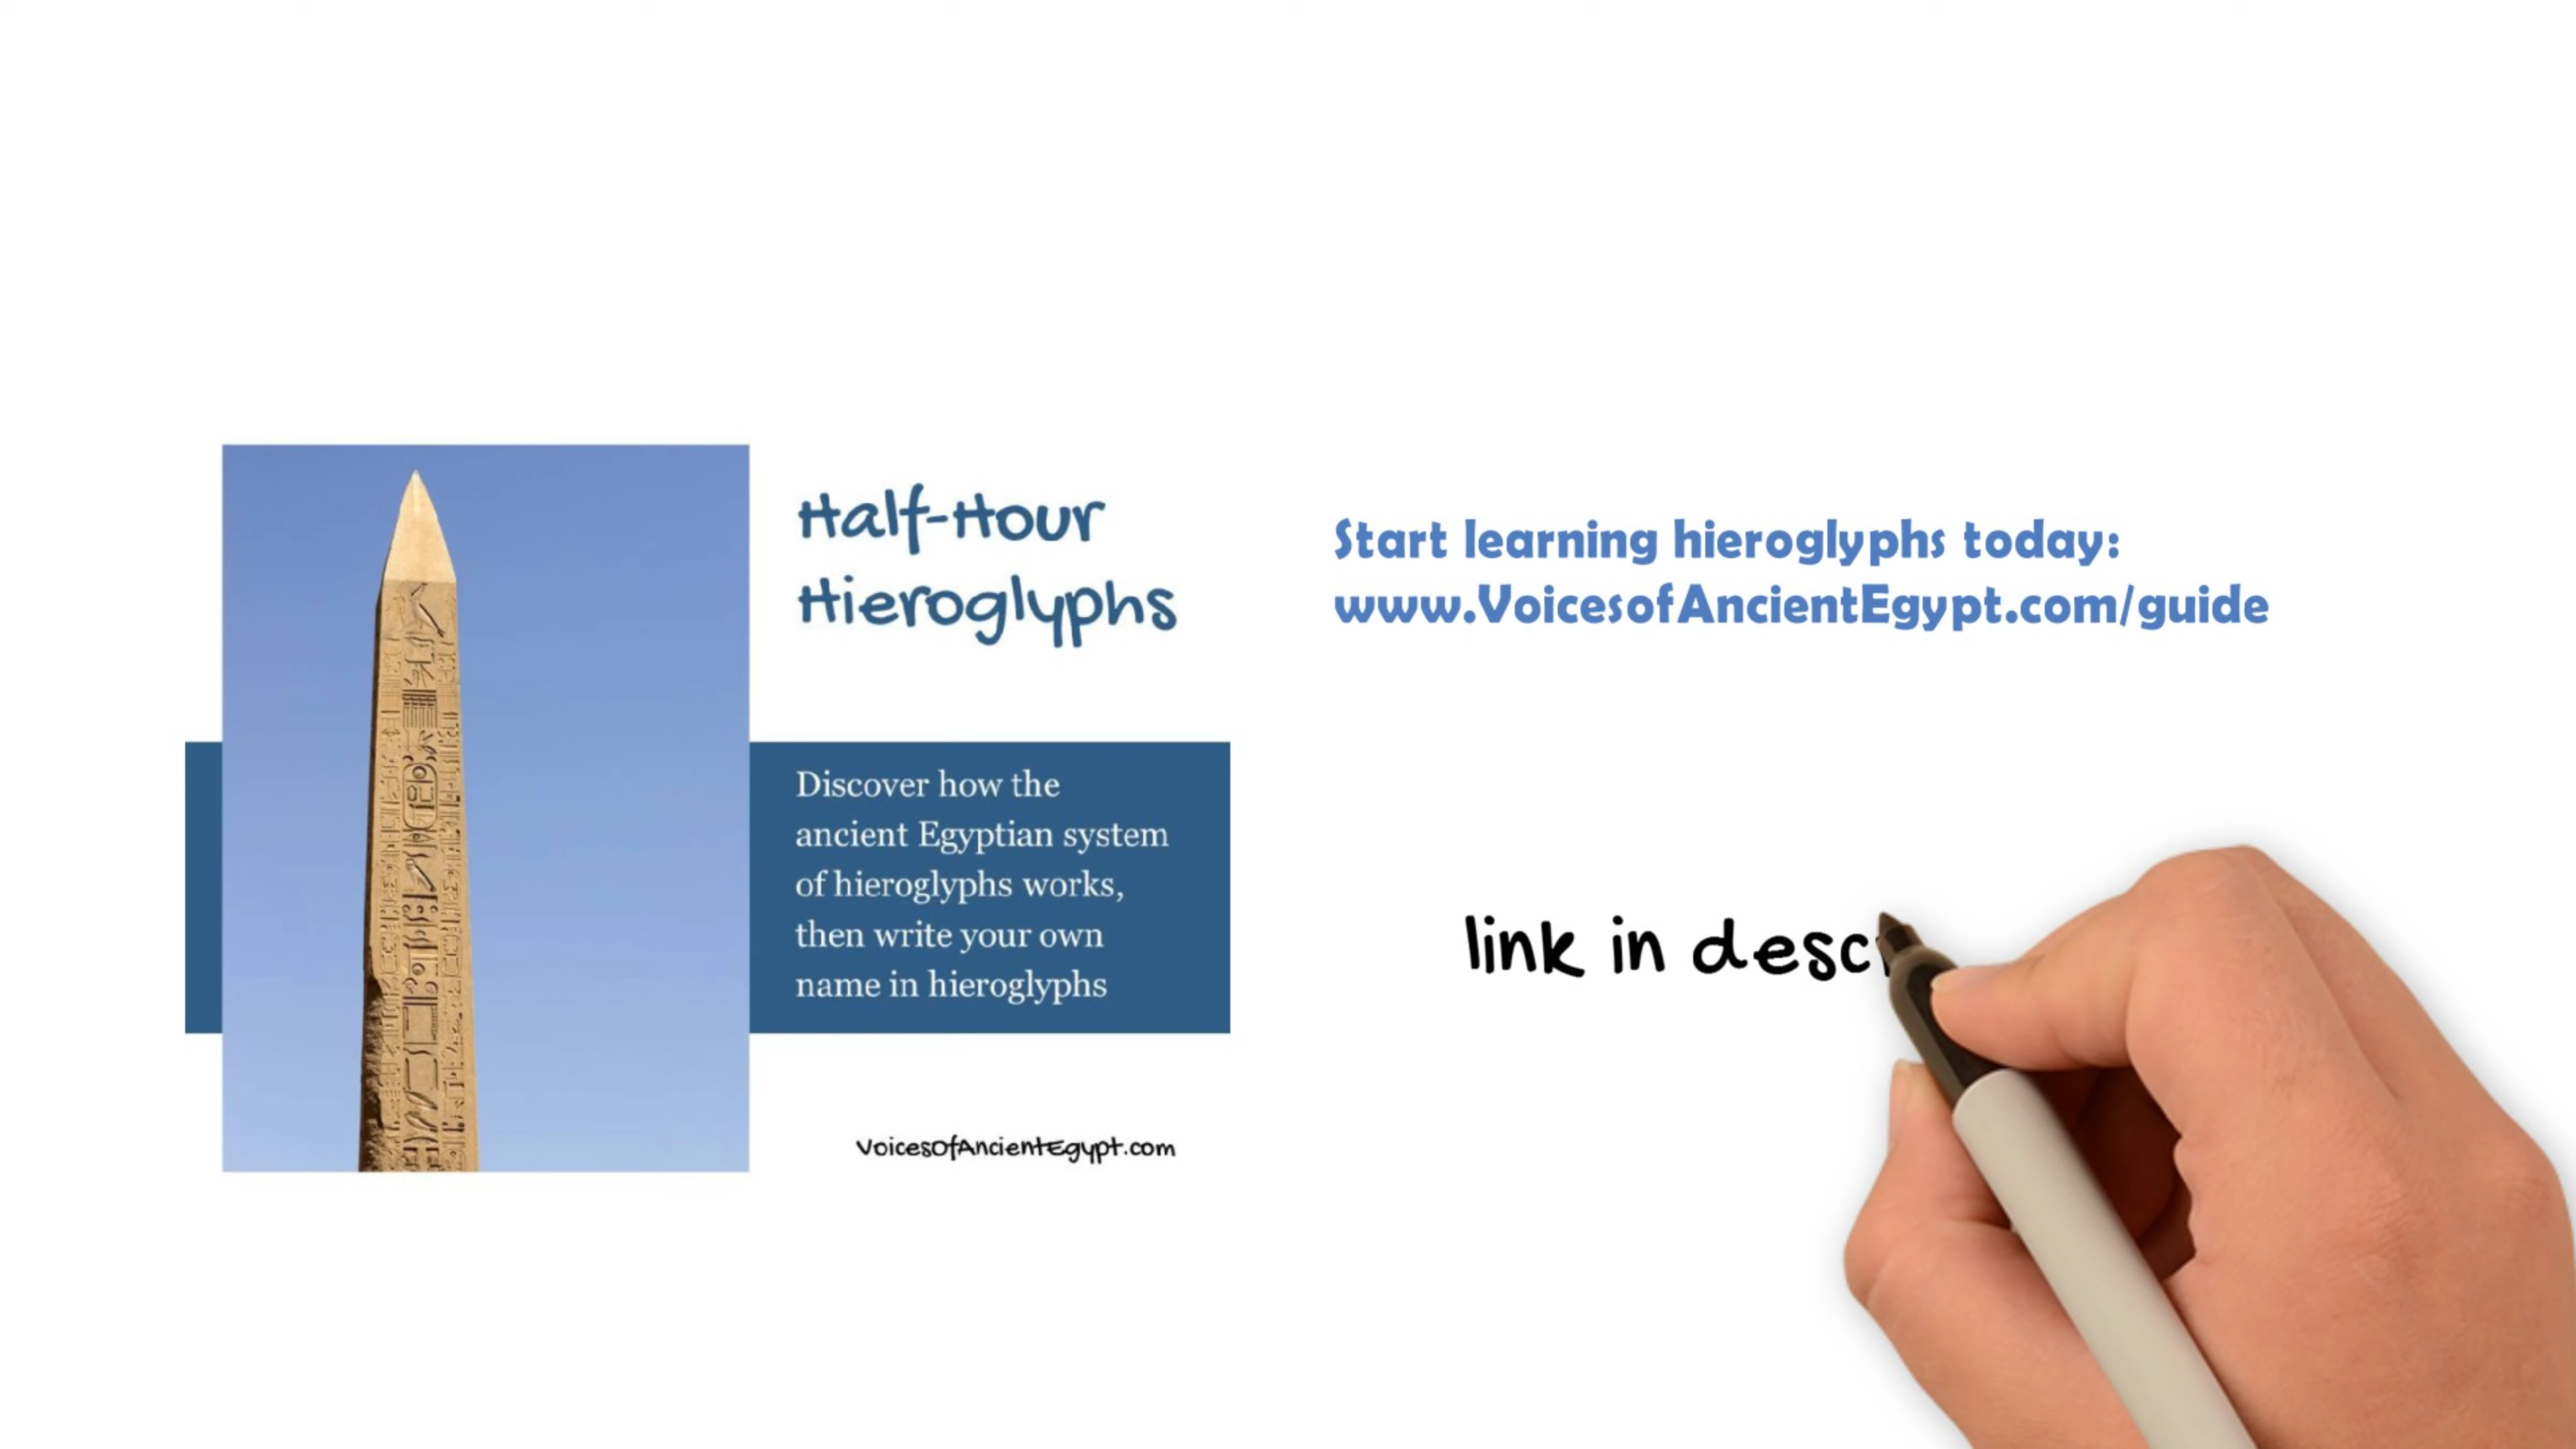 Half-Hour
Hieroglyphs
Discover how the
ancient Egyptian system
of hieroglyphs works,
then write your own
name in hieroglyphs
VoicesOfAncientEgypt.com
Start learning hieroglyphs today:
www.VoicesofAncientEgypt.com/guide
link in desc